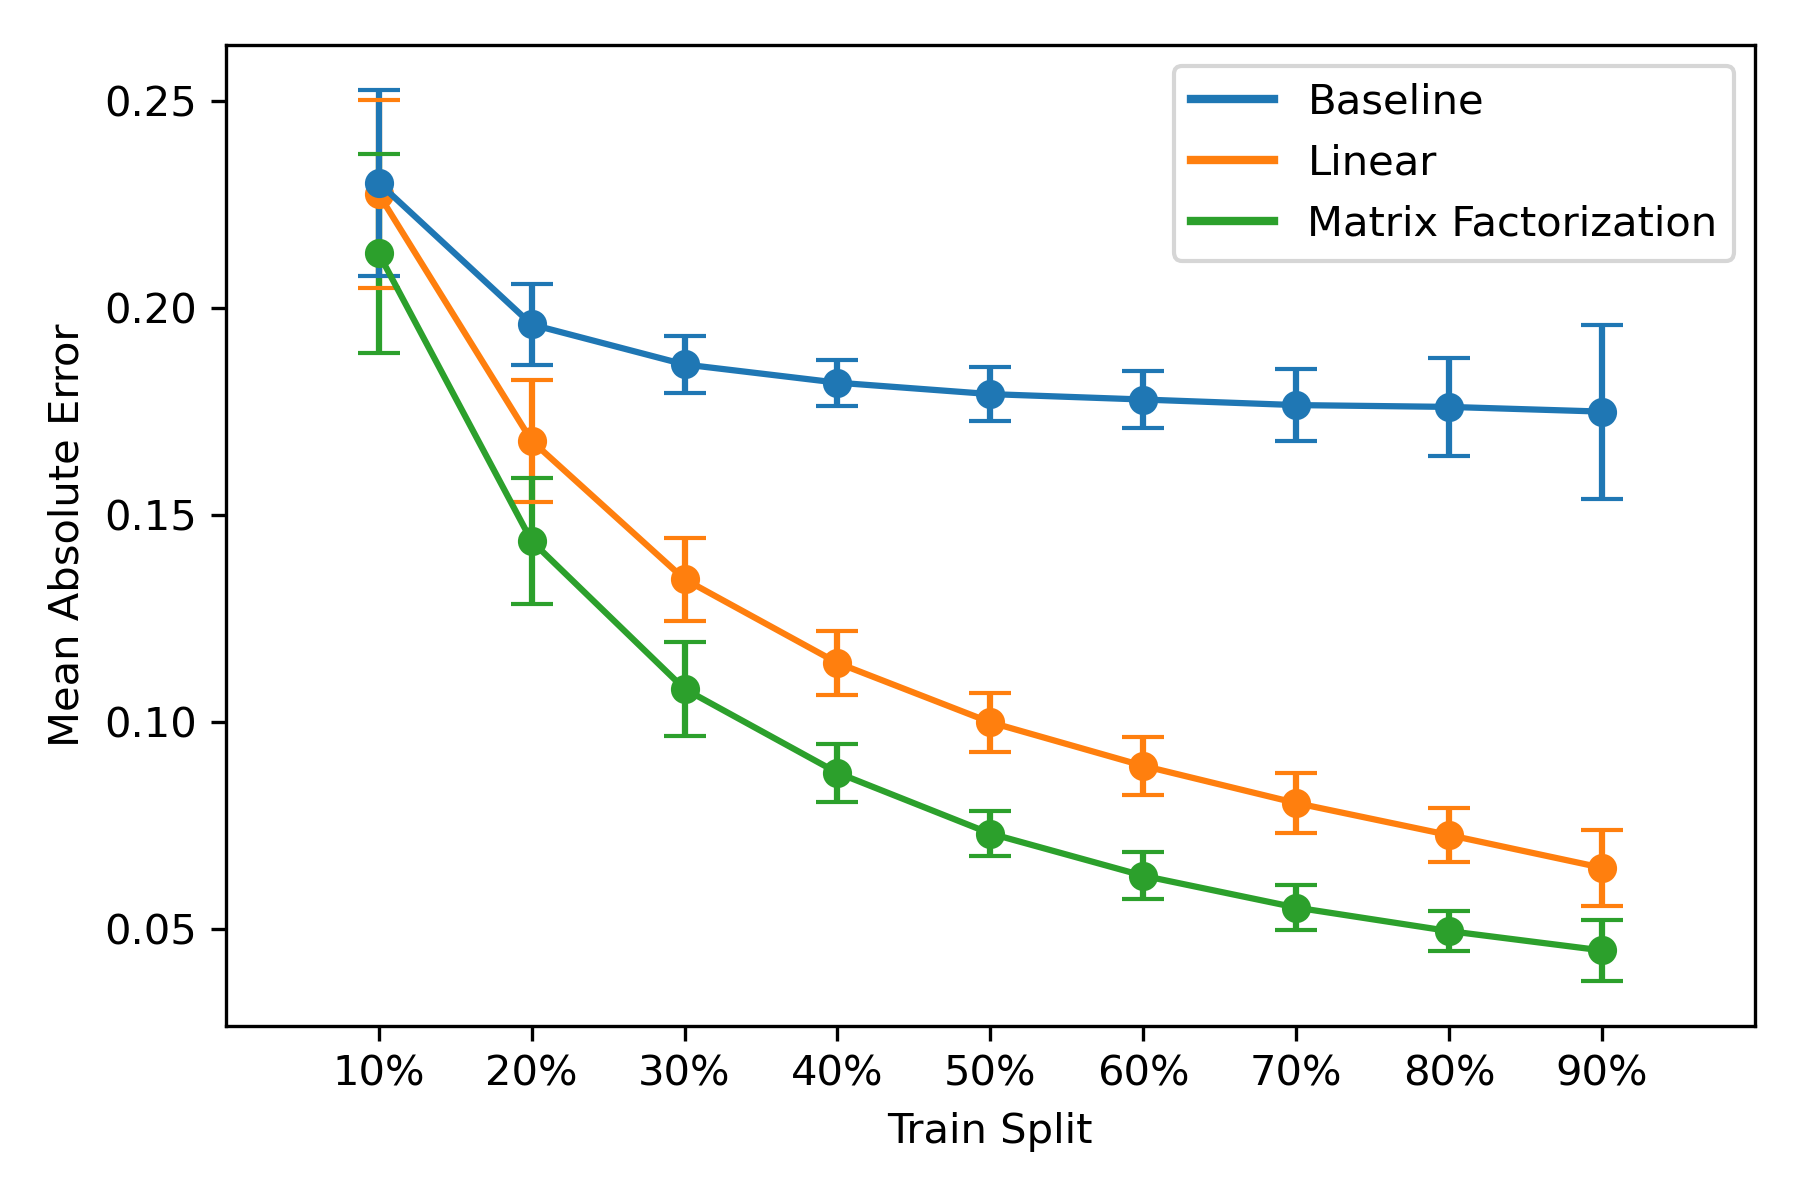 Baseline
Linear
Matrix Factorization
Mean Absolute Error
0.25
0.20
0.15
0.10
0.05
10% 20% 30% 40% 50% 60% 70% 80% 90%
Train Split